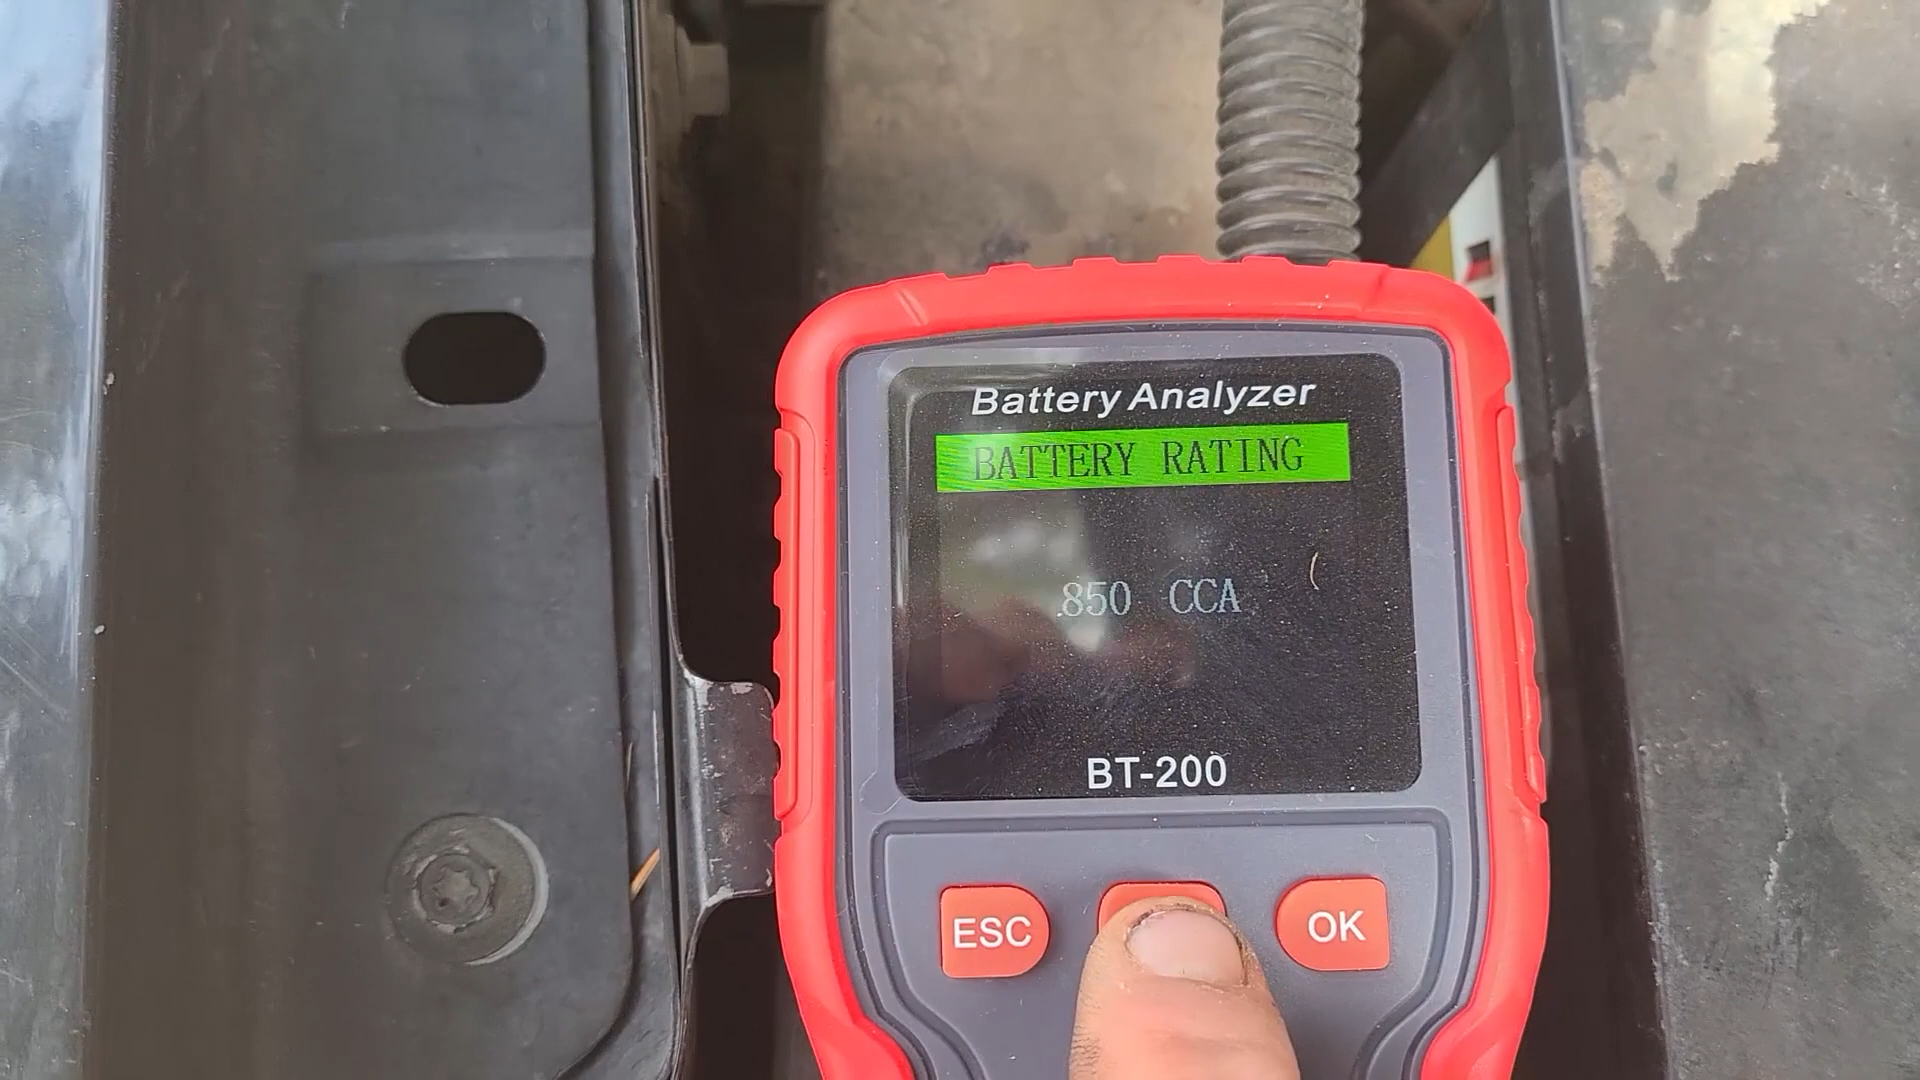 Battery Analyzer
BATTERY RATING
850 CCA
BT-200
ESC
OK